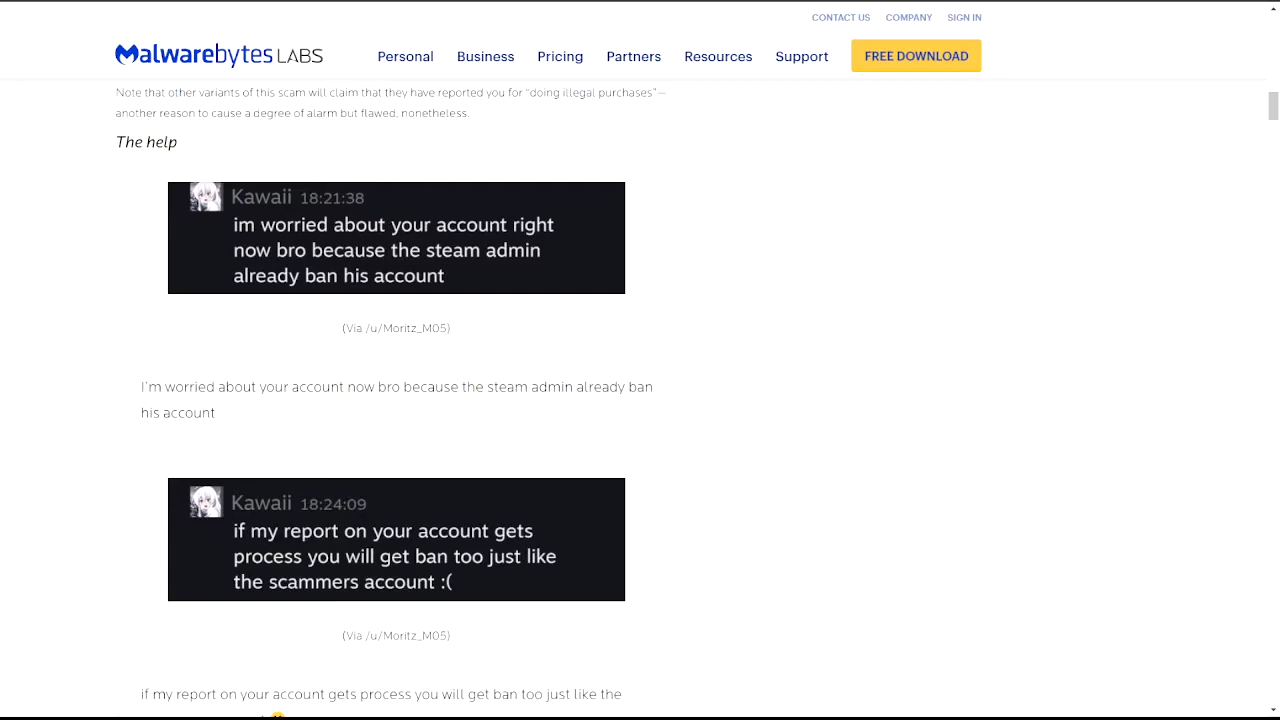 CONTACT US COMPANY SIGN IN
Malwarebytes LABS Personal Business Pricing Partners Resources Support FREE DOWNLOAD
Note that other variants of this scam will claim that they have reported you for “doing illegal purchases”—
another reason to cause a degree of alarm but flawed, nonetheless.
The help
Kawaii 18:21:38
im worried about your account right
now bro because the steam admin
already ban his account
(Via /u/Moritz_M05)
I’m worried about your account now bro because the steam admin already ban
his account
Kawaii 18:24:09
if my report on your account gets
process you will get ban too just like
the scammers account :(
(Via /u/Moritz_M05)
if my report on your account gets process you will get ban too just like the